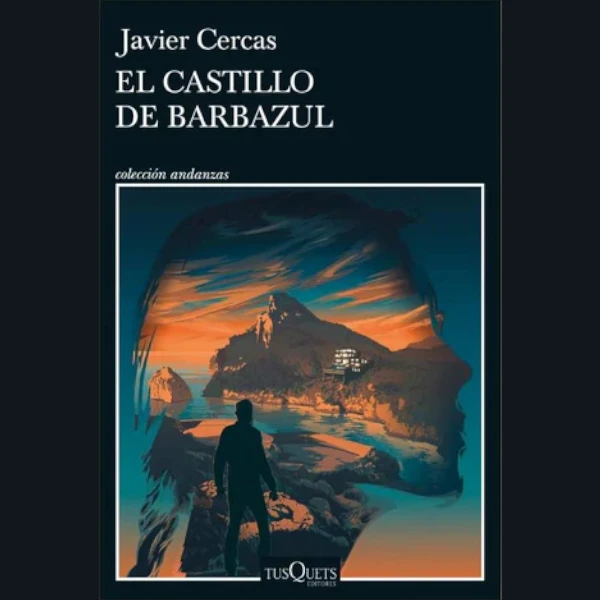 Javier Cercas
EL CASTILLO
DE BARBAZUL
colección andanzas
TUSQUETS
EDITORES